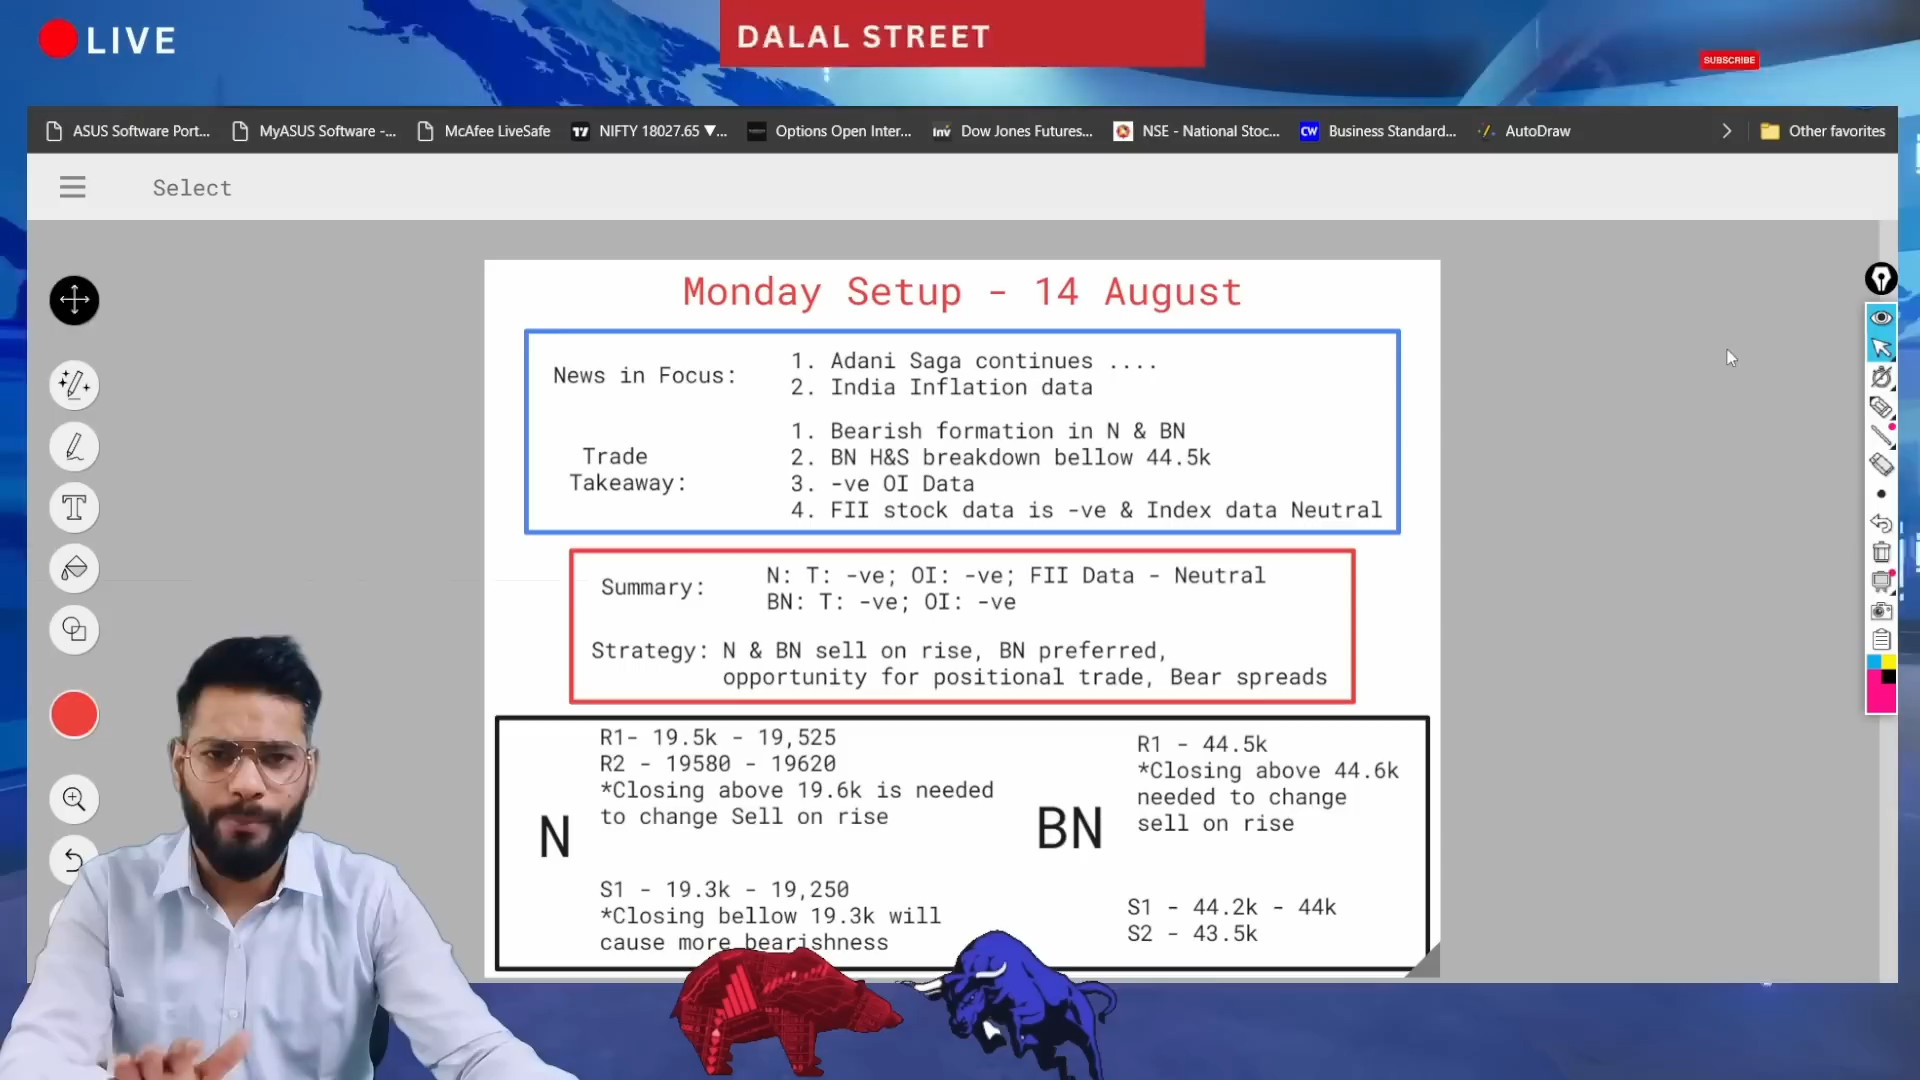 LIVE
DALAL STREET
SUBSCRIBE
ASUS Software Port...
MyASUS Software -...
McAfee LiveSafe
NIFTY 18027.65 ▼...
Options Open Inter...
Inv Dow Jones Futures...
NSE - National Stoc...
CW Business Standard...
AutoDraw
Other favorites
Select
Monday Setup - 14 August
News in Focus:
1. Adani Saga continues ....
2. India Inflation data
Trade
Takeaway:
1. Bearish formation in N & BN
2. BN H&S breakdown bellow 44.5k
3. -ve OI Data
4. FII stock data is -ve & Index data Neutral
Summary:
N: T: -ve; OI: -ve; FII Data - Neutral
BN: T: -ve; OI: -ve
Strategy: N & BN sell on rise, BN preferred,
opportunity for positional trade, Bear spreads
N
R1- 19.5k - 19,525
R2 - 19580 - 19620
*Closing above 19.6k is needed
to change Sell on rise
S1 - 19.3k - 19,250
*Closing bellow 19.3k will
cause more bearishness
BN
R1 - 44.5k
*Closing above 44.6k
needed to change
sell on rise
S1 - 44.2k - 44k
S2 - 43.5k